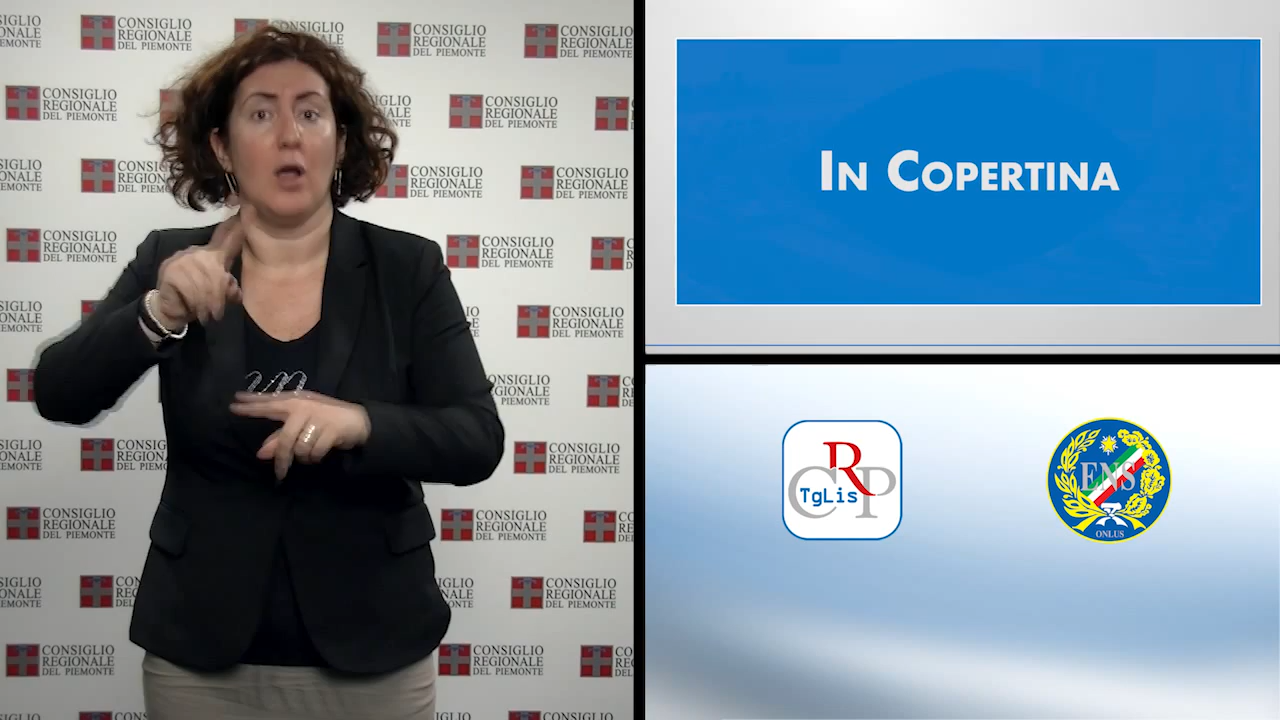 CONSIGLIO
REGIONALE
DEL PIEMONTE
In Copertina
CRP
TgLis
ENS
ONLUS